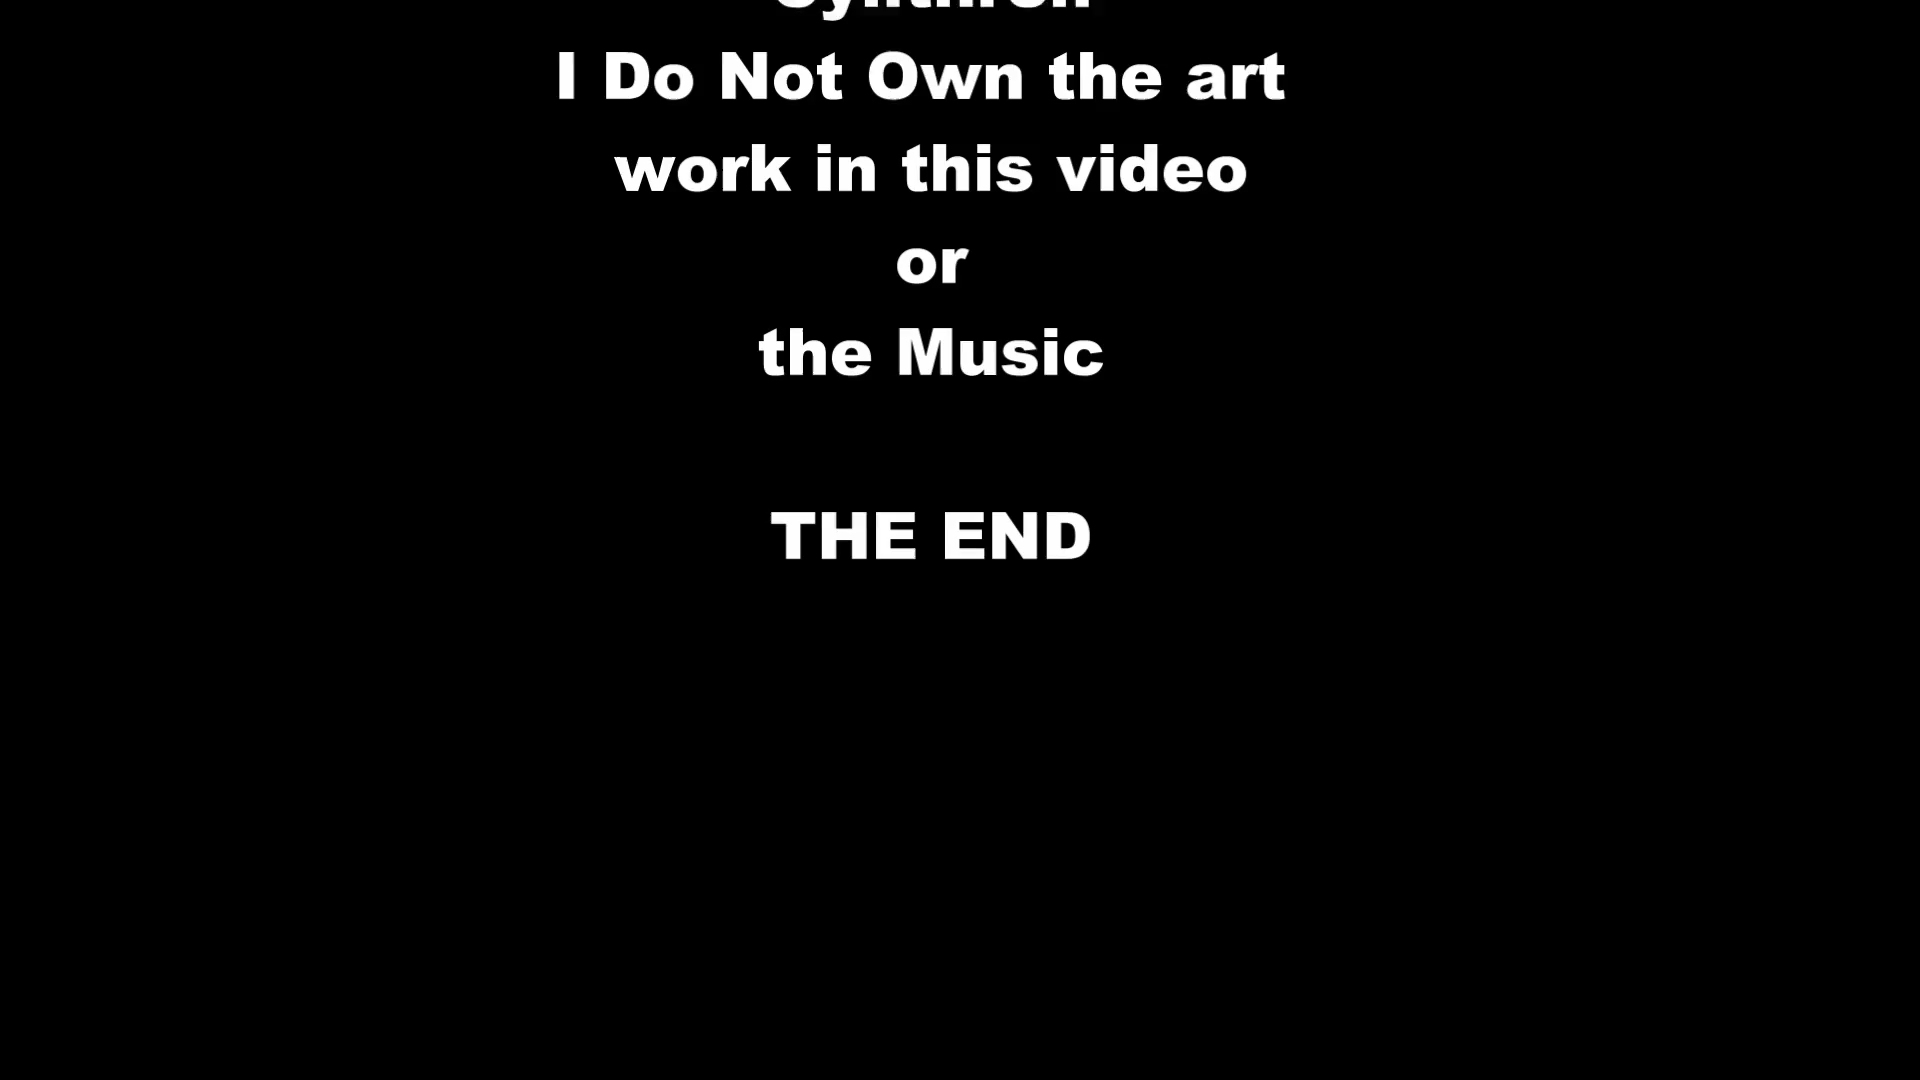 I Do Not Own the art
work in this video
or
the Music
THE END